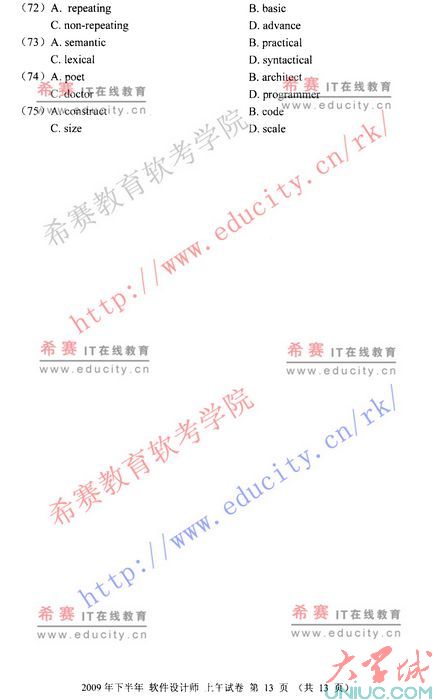 （72）A. repeating B. basic
C. non-repeating D. advance
（73）A. semantic B. practical
C. lexical D. syntactical
（74）A. poet B. architect
希赛 IT在线教育 C. doctor D. programmer 希赛 IT在线教育
www.educity.cn www.educity.cn
（75）A. construct B. code
C. size D. scale
希赛教育软考学院
http://www.educity.cn/rk/
希赛 IT在线教育 希赛 IT在线教育
www.educity.cn www.educity.cn
希赛教育软考学院
http://www.educity.cn/rk/
希赛 IT在线教育 希赛 IT在线教育
www.educity.cn www.educity.cn
大学城
2009 年下半年 软件设计师 上午试卷 第 13 页 （共 13 页）
URINE.COM